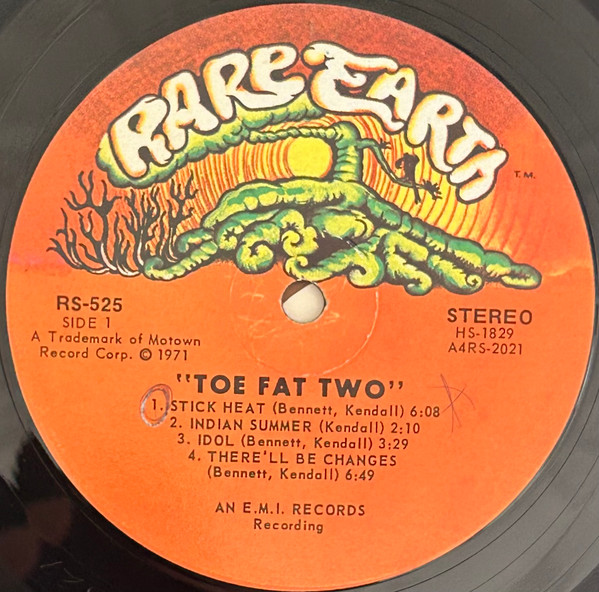 RARE EARTH
T.M.
RS-525
SIDE 1
A Trademark of Motown
Record Corp. © 1971
STEREO
HS-1829
A4RS-2021
"TOE FAT TWO"
1. STICK HEAT (Bennett, Kendall) 6:08
2. INDIAN SUMMER (Kendall) 2:10
3. IDOL (Bennett, Kendall) 3:29
4. THERE'LL BE CHANGES
(Bennett, Kendall) 6:49
AN E.M.I. RECORDS
Recording